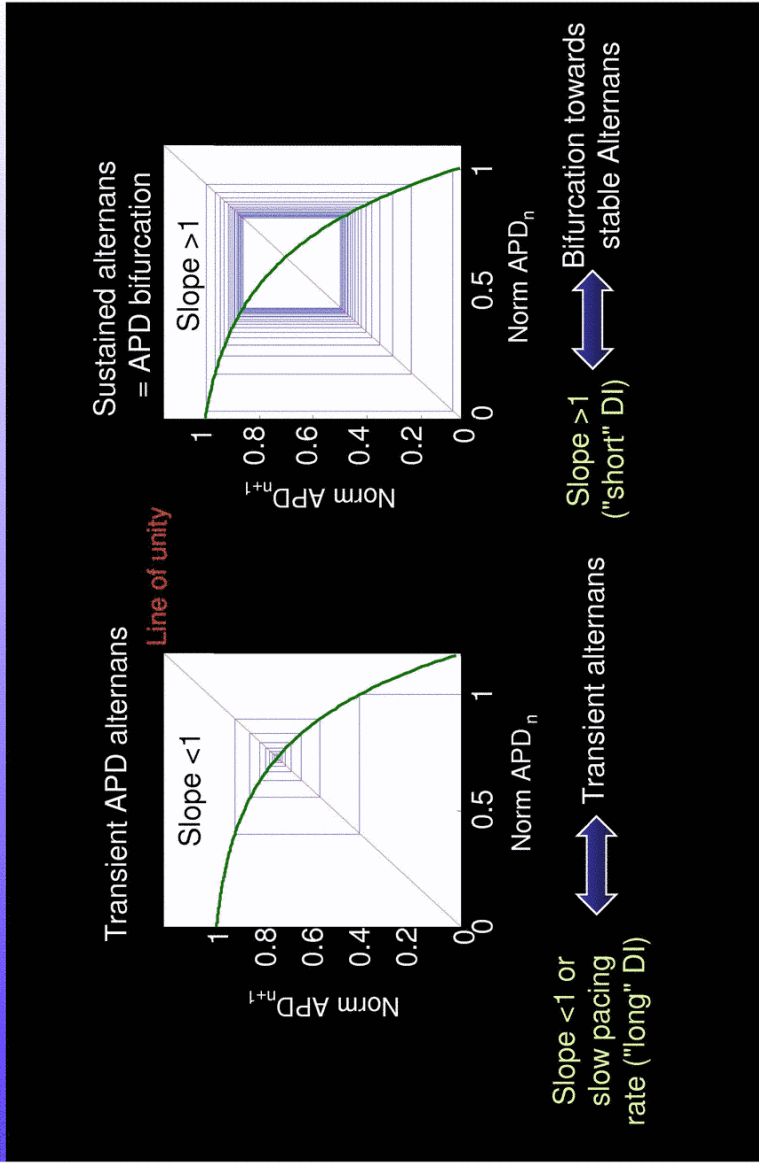 Transient APD alternans
Line of unity
Slope <1
1
0.8
0.6
0.4
0.2
0
Norm APDn+1
0
0.5
1
Norm APDn
Slope <1 or
slow pacing
rate ("long" DI)
Transient alternans
Sustained alternans
= APD bifurcation
Slope >1
1
0.8
0.6
0.4
0.2
0
Norm APDn+1
0
0.5
1
Norm APDn
Slope >1
("short" DI)
Bifurcation towards
stable Alternans